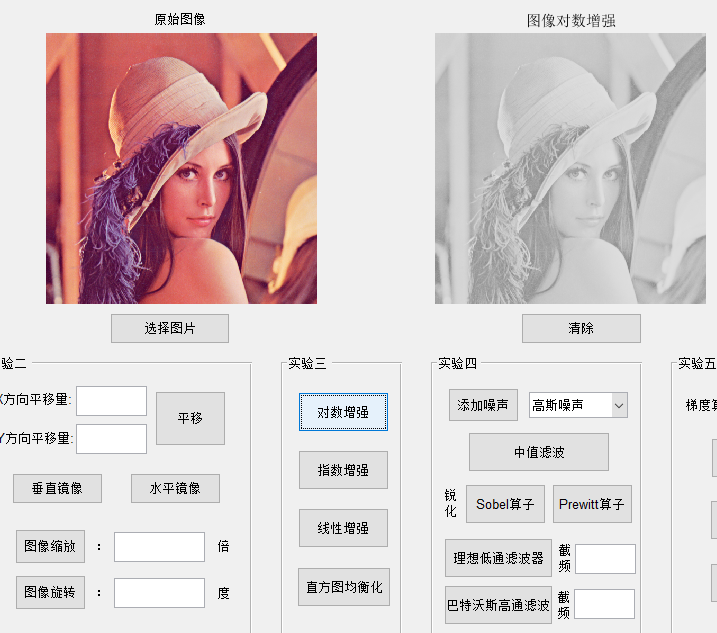 原始图像
图像对数增强
选择图片
清除
验二
X方向平移量:
Y方向平移量:
平移
垂直镜像
水平镜像
图像缩放 : 倍
图像旋转 : 度
实验三
对数增强
指数增强
线性增强
直方图均衡化
实验四
添加噪声
高斯噪声
中值滤波
锐化
Sobel算子
Prewitt算子
理想低通滤波器
截频
巴特沃斯高通滤波
截频
实验五
梯度算